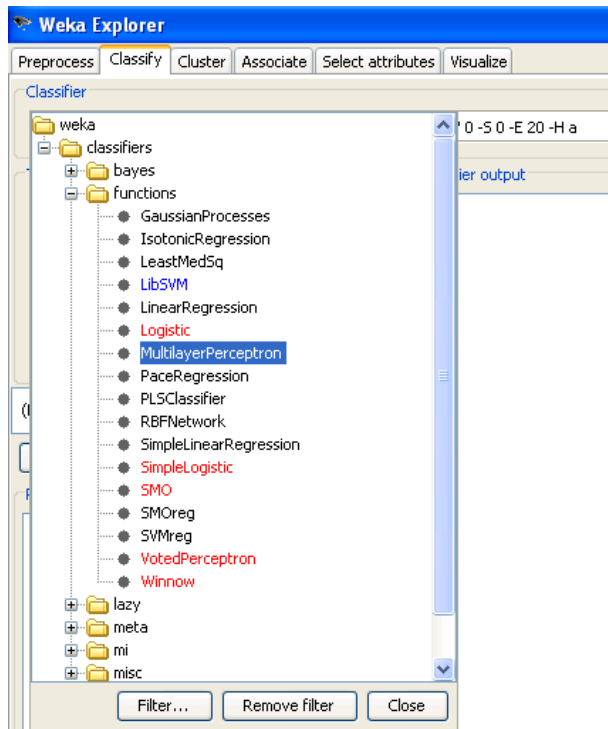 Weka Explorer
Preprocess Classify Cluster Associate Select attributes Visualize
Classifier
weka
0 -S 0 -E 20 -H a
classifiers
bayes
ier output
functions
GaussianProcesses
IsotonicRegression
LeastMedSq
LibSVM
LinearRegression
Logistic
MultilayerPerceptron
PaceRegression
PLSClassifier
RBFNetwork
SimpleLinearRegression
SimpleLogistic
SMO
SMOreg
SVMreg
VotedPerceptron
Winnow
lazy
meta
mi
misc
Filter... Remove filter Close